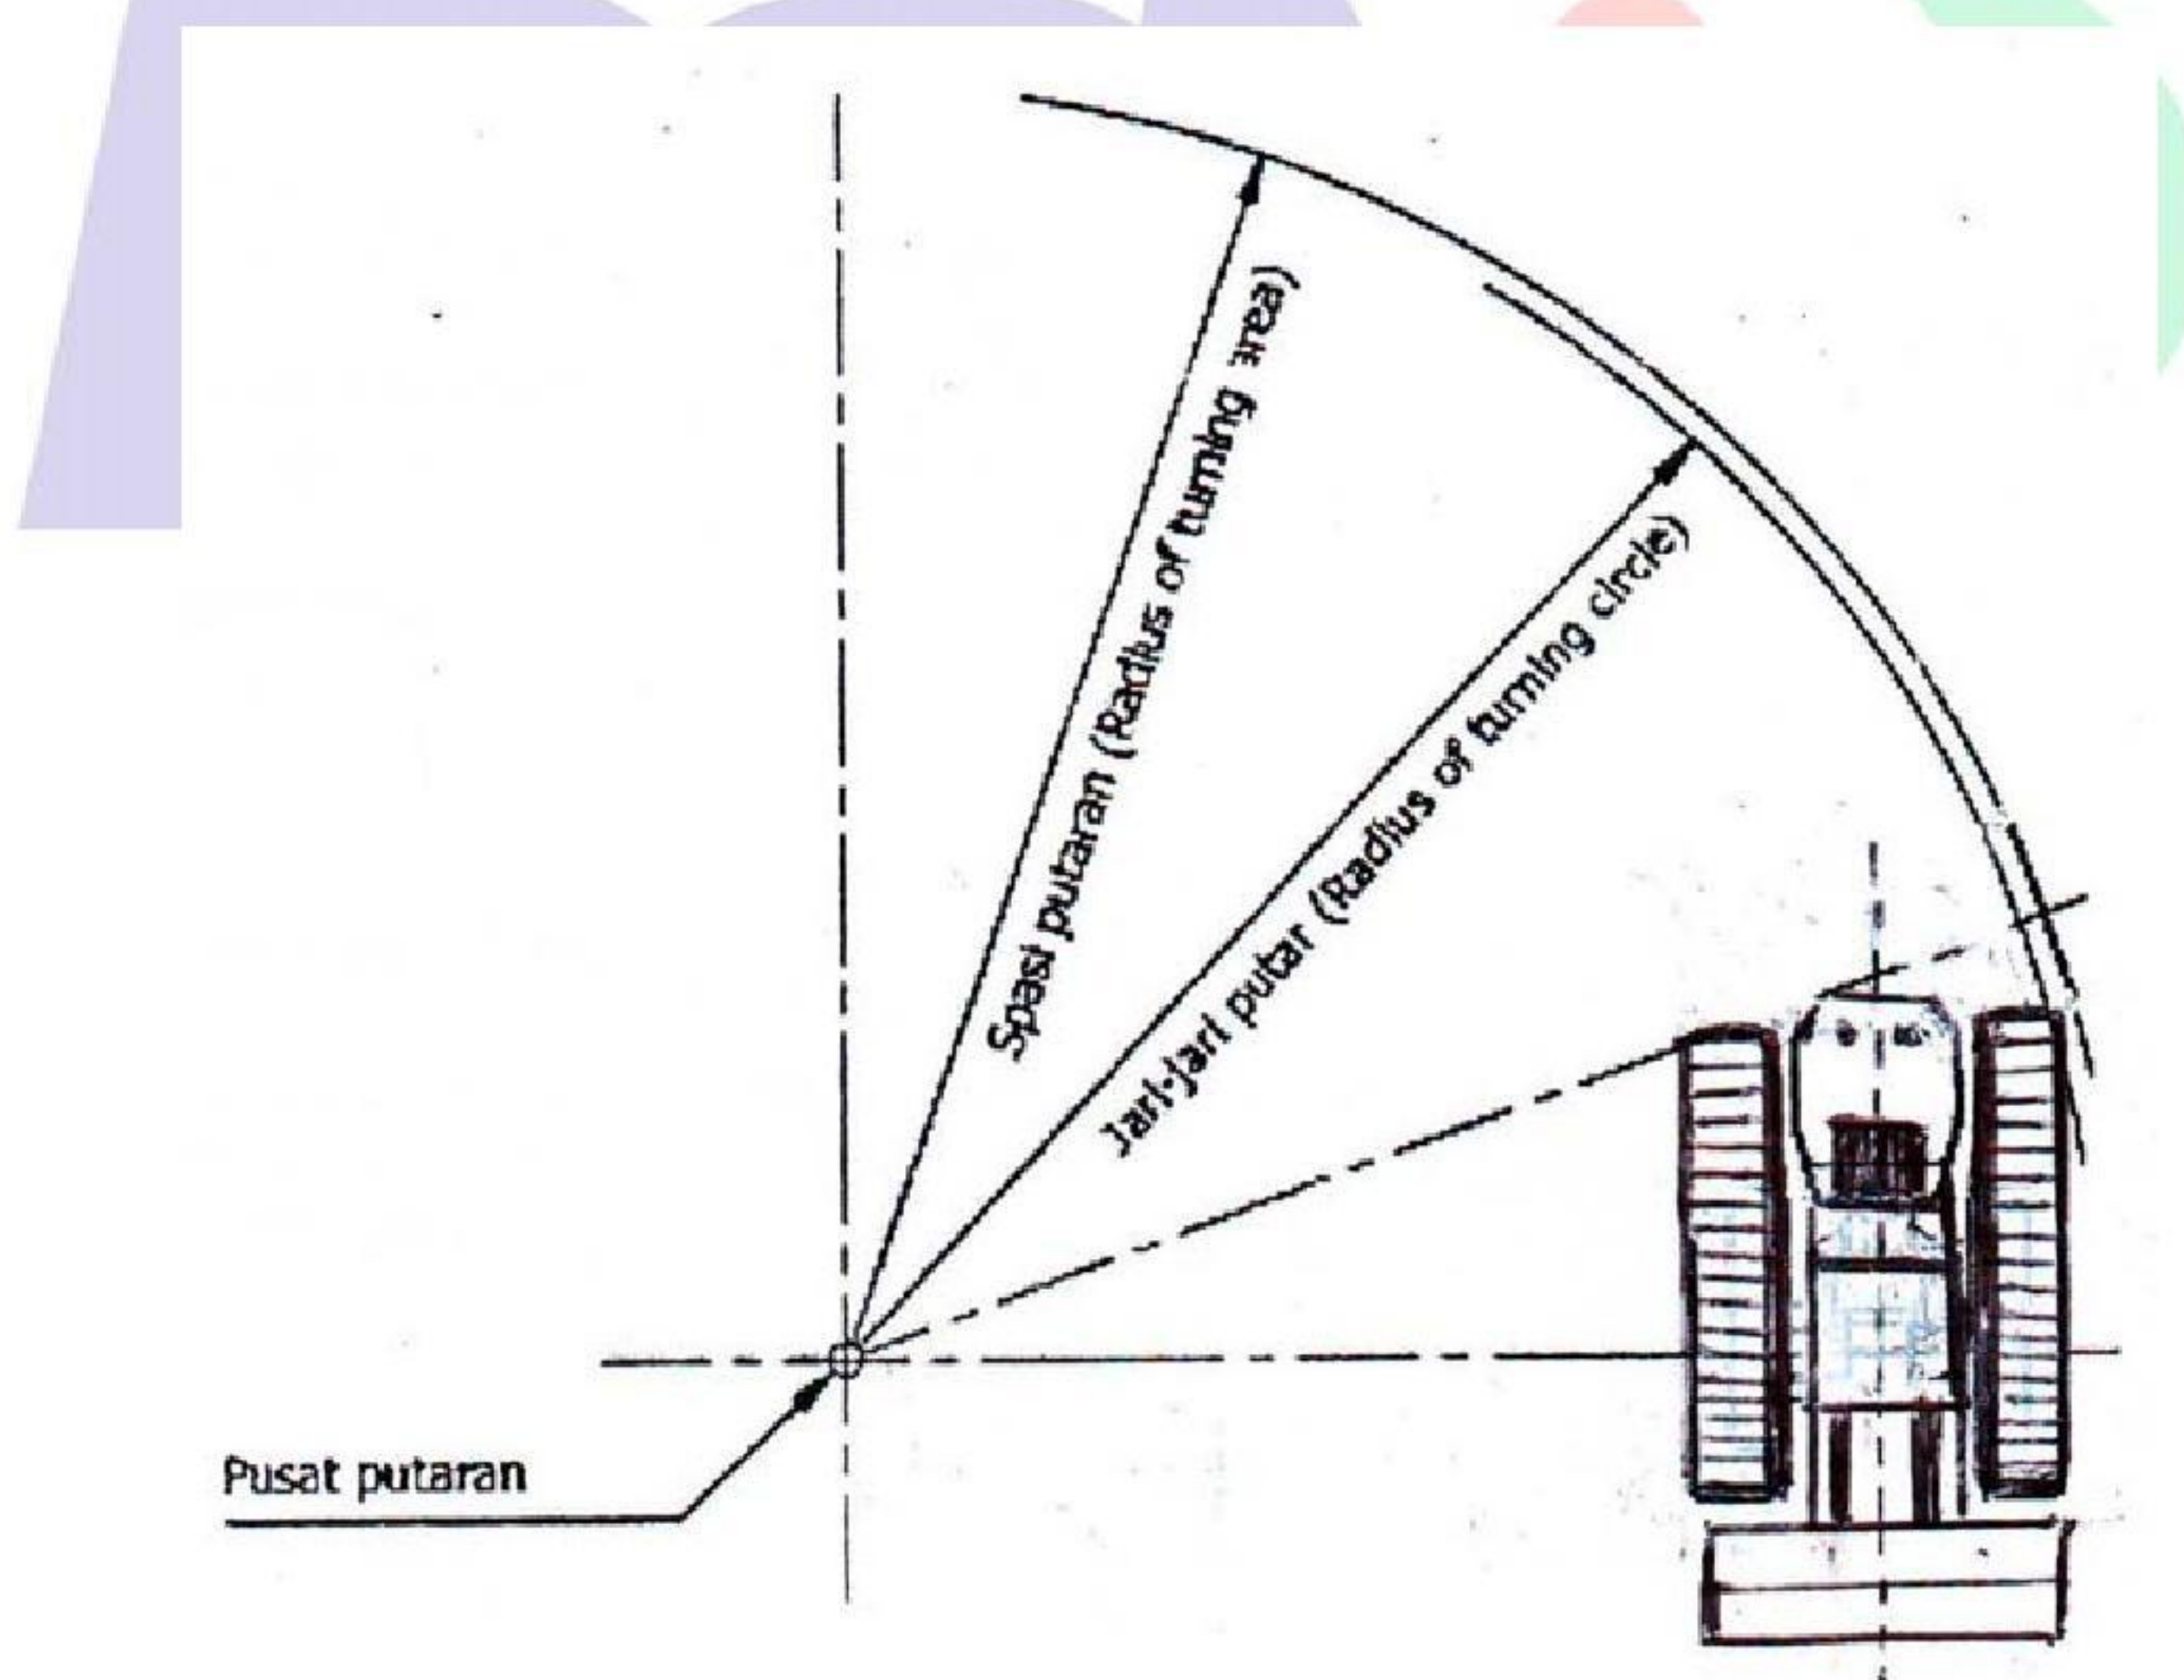 Spasi putaran (Radius of turning area)
Jari-jari putar (Radius of turning circle)
Pusat putaran